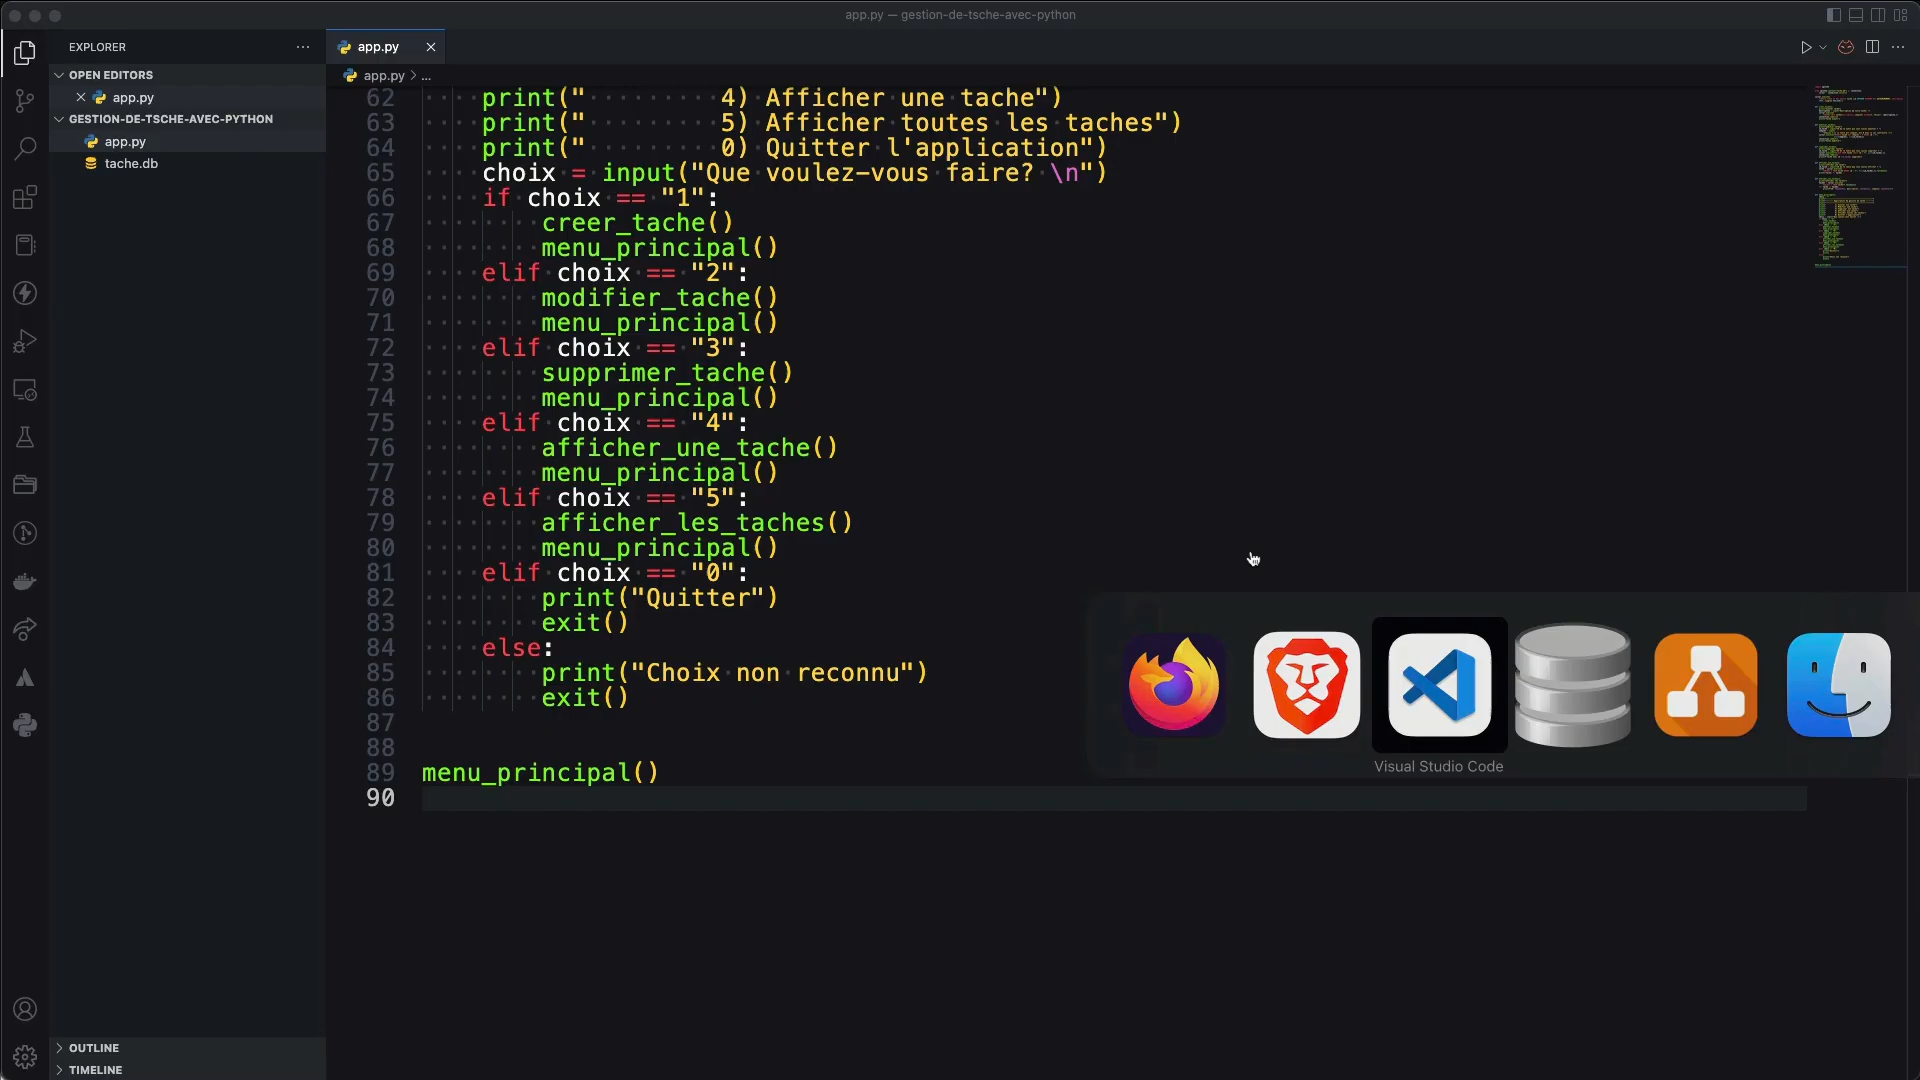 app.py — gestion-de-tsche-avec-python
EXPLORER
app.py
OPEN EDITORS
app.py
GESTION-DE-TSCHE-AVEC-PYTHON
app.py
tache.db
OUTLINE
TIMELINE
app.py > ...
62 print("         4) Afficher une tache")
63 print("         5) Afficher toutes les taches")
64 print("         0) Quitter l'application")
65 choix = input("Que voulez-vous faire? \n")
66 if choix == "1":
67 creer_tache()
68 menu_principal()
69 elif choix == "2":
70 modifier_tache()
71 menu_principal()
72 elif choix == "3":
73 supprimer_tache()
74 menu_principal()
75 elif choix == "4":
76 afficher_une_tache()
77 menu_principal()
78 elif choix == "5":
79 afficher_les_taches()
80 menu_principal()
81 elif choix == "0":
82 print("Quitter")
83 exit()
84 else:
85 print("Choix non reconnu")
86 exit()
87
88
89 menu_principal()
90
Visual Studio Code